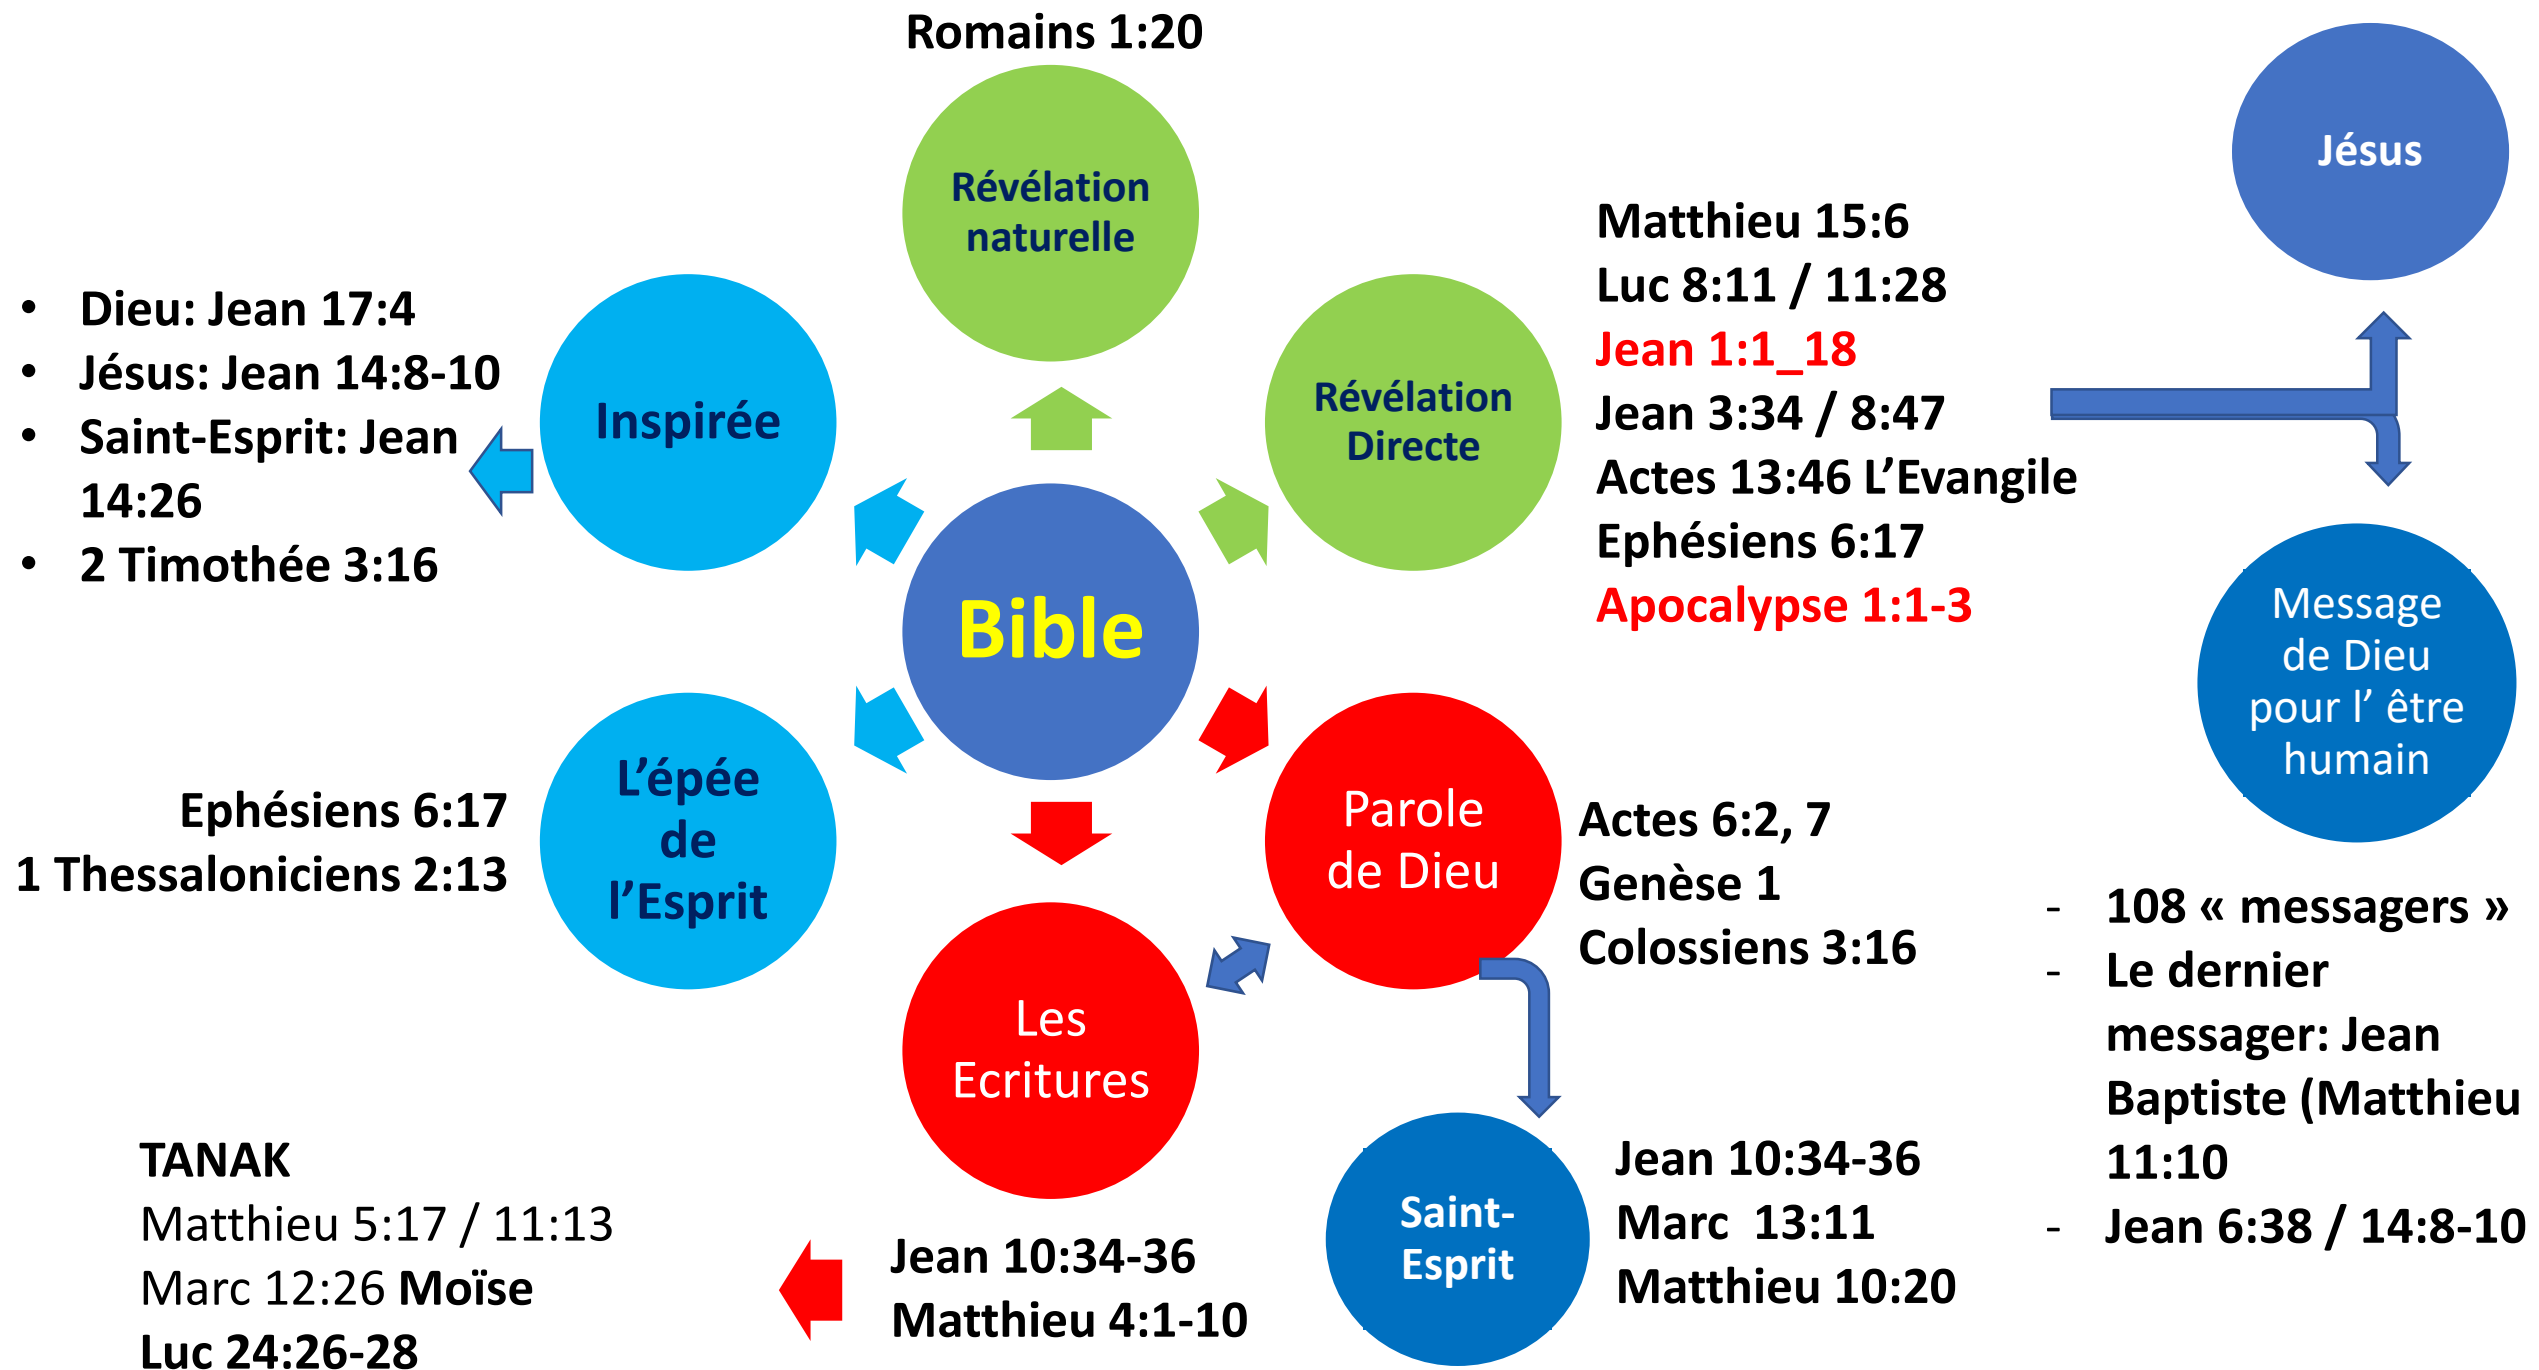 Romains 1:20
Révélation
naturelle
Jésus
Matthieu 15:6
Luc 8:11 / 11:28
Jean 1:1_18
Jean 3:34 / 8:47
Actes 13:46 L’Evangile
Ephésiens 6:17
Apocalypse 1:1-3
Révélation
Directe
• Dieu: Jean 17:4
• Jésus: Jean 14:8-10
• Saint-Esprit: Jean
14:26
• 2 Timothée 3:16
Inspirée
Bible
Message
de Dieu
pour l’ être
humain
L’épée
de
l’Esprit
Ephésiens 6:17
1 Thessaloniciens 2:13
Parole
de Dieu
Actes 6:2, 7
Genèse 1
Colossiens 3:16
- 108 « messagers »
- Le dernier
messager: Jean
Baptiste (Matthieu
11:10
- Jean 6:38 / 14:8-10
Les
Ecritures
TANAK
Matthieu 5:17 / 11:13
Marc 12:26 Moïse
Luc 24:26-28
Jean 10:34-36
Matthieu 4:1-10
Saint-
Esprit
Jean 10:34-36
Marc 13:11
Matthieu 10:20